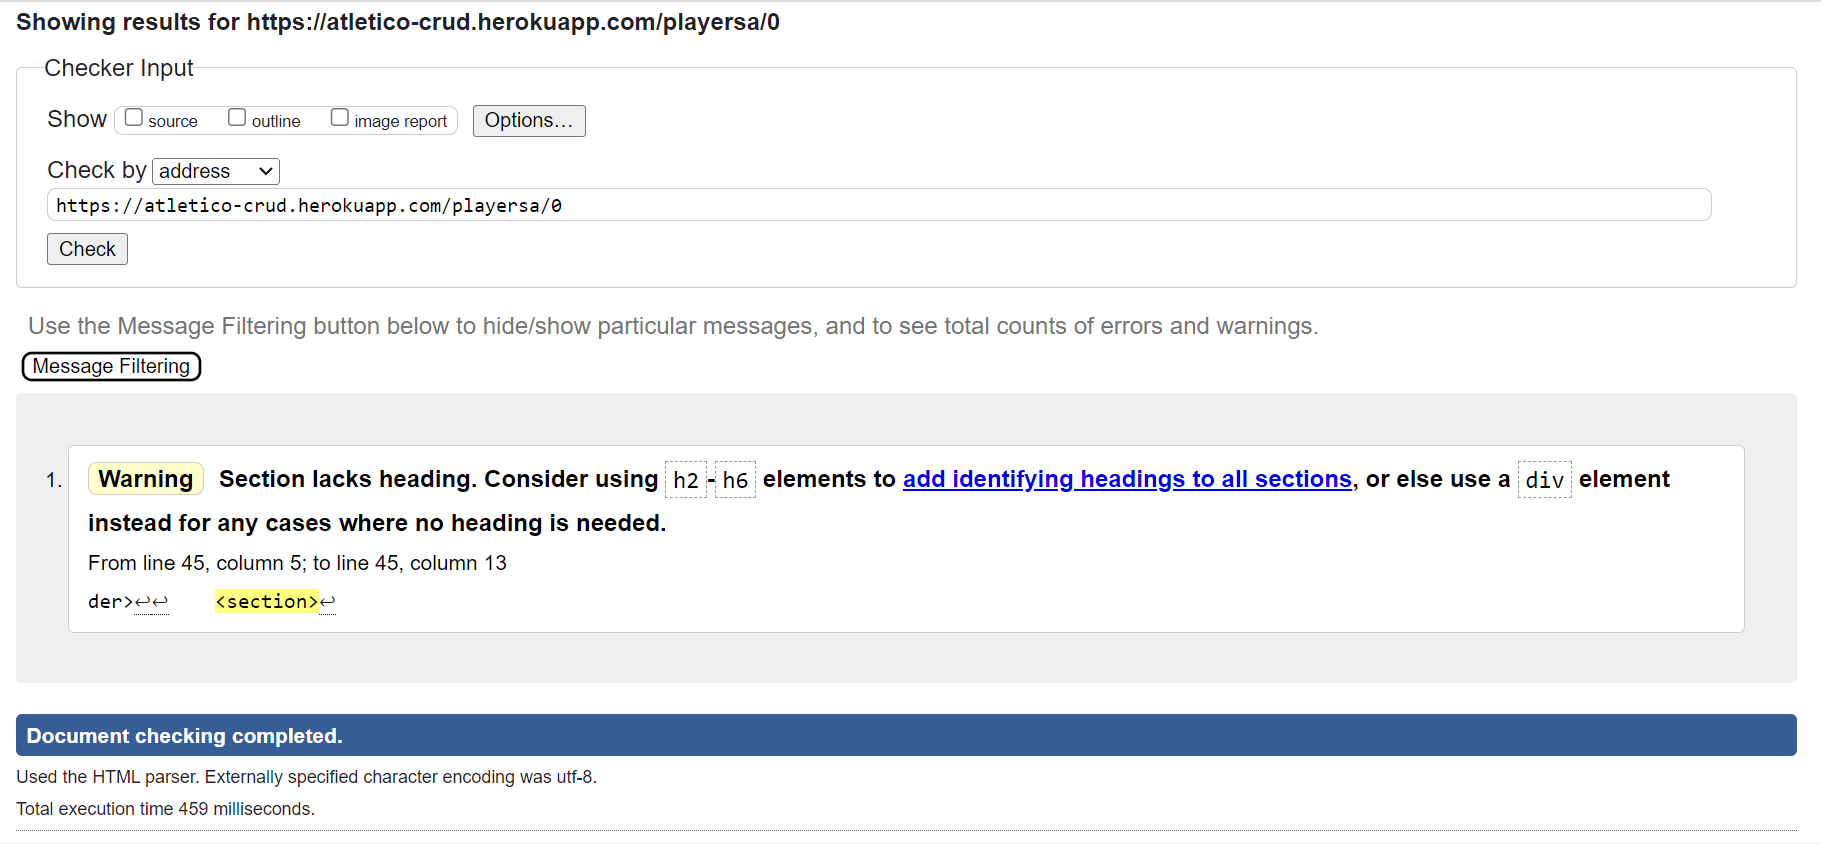 Showing results for https://atletico-crud.herokuapp.com/playersa/0
Checker Input
Show source outline image report Options...
Check by address
https://atletico-crud.herokuapp.com/playersa/0
Check
Use the Message Filtering button below to hide/show particular messages, and to see total counts of errors and warnings.
Message Filtering
1. Warning Section lacks heading. Consider using h2-h6 elements to add identifying headings to all sections, or else use a div element
instead for any cases where no heading is needed.
From line 45, column 5; to line 45, column 13
der>↩↩    <section>↩
Document checking completed.
Used the HTML parser. Externally specified character encoding was utf-8.
Total execution time 459 milliseconds.